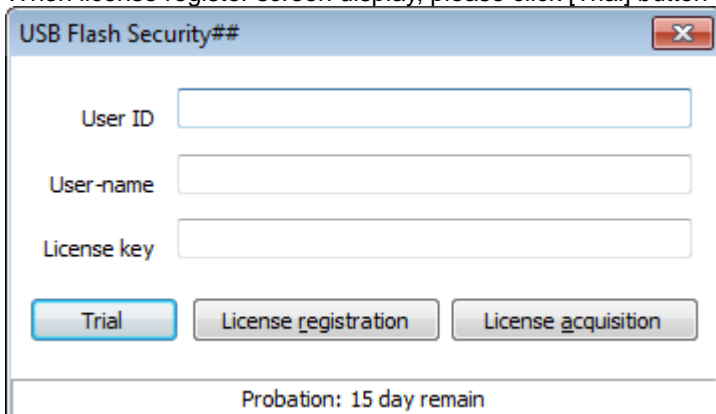 When license register screen display, please click [Trial] button
USB Flash Security##
User ID
User-name
License key
Trial License registration License acquisition
Probation: 15 day remain